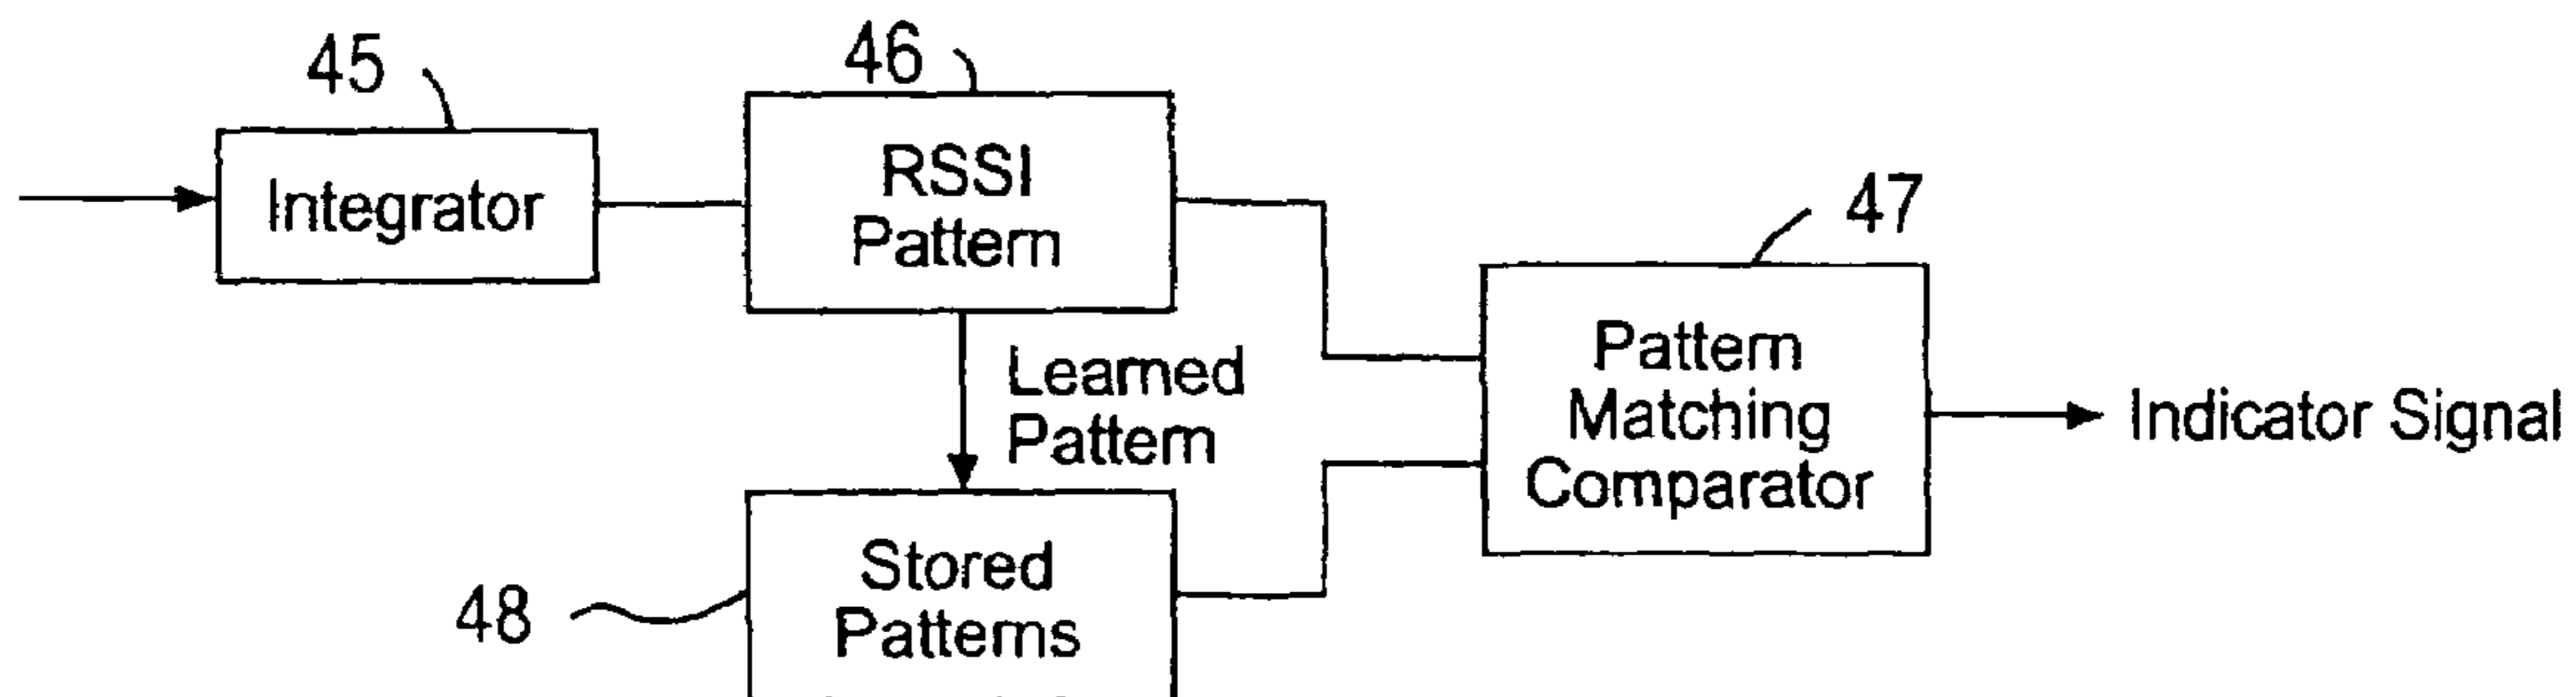 45
46
Integrator
RSSI
Pattern
47
Learned
Pattern
Pattern
Matching
Comparator
Indicator Signal
48
Stored
Patterns